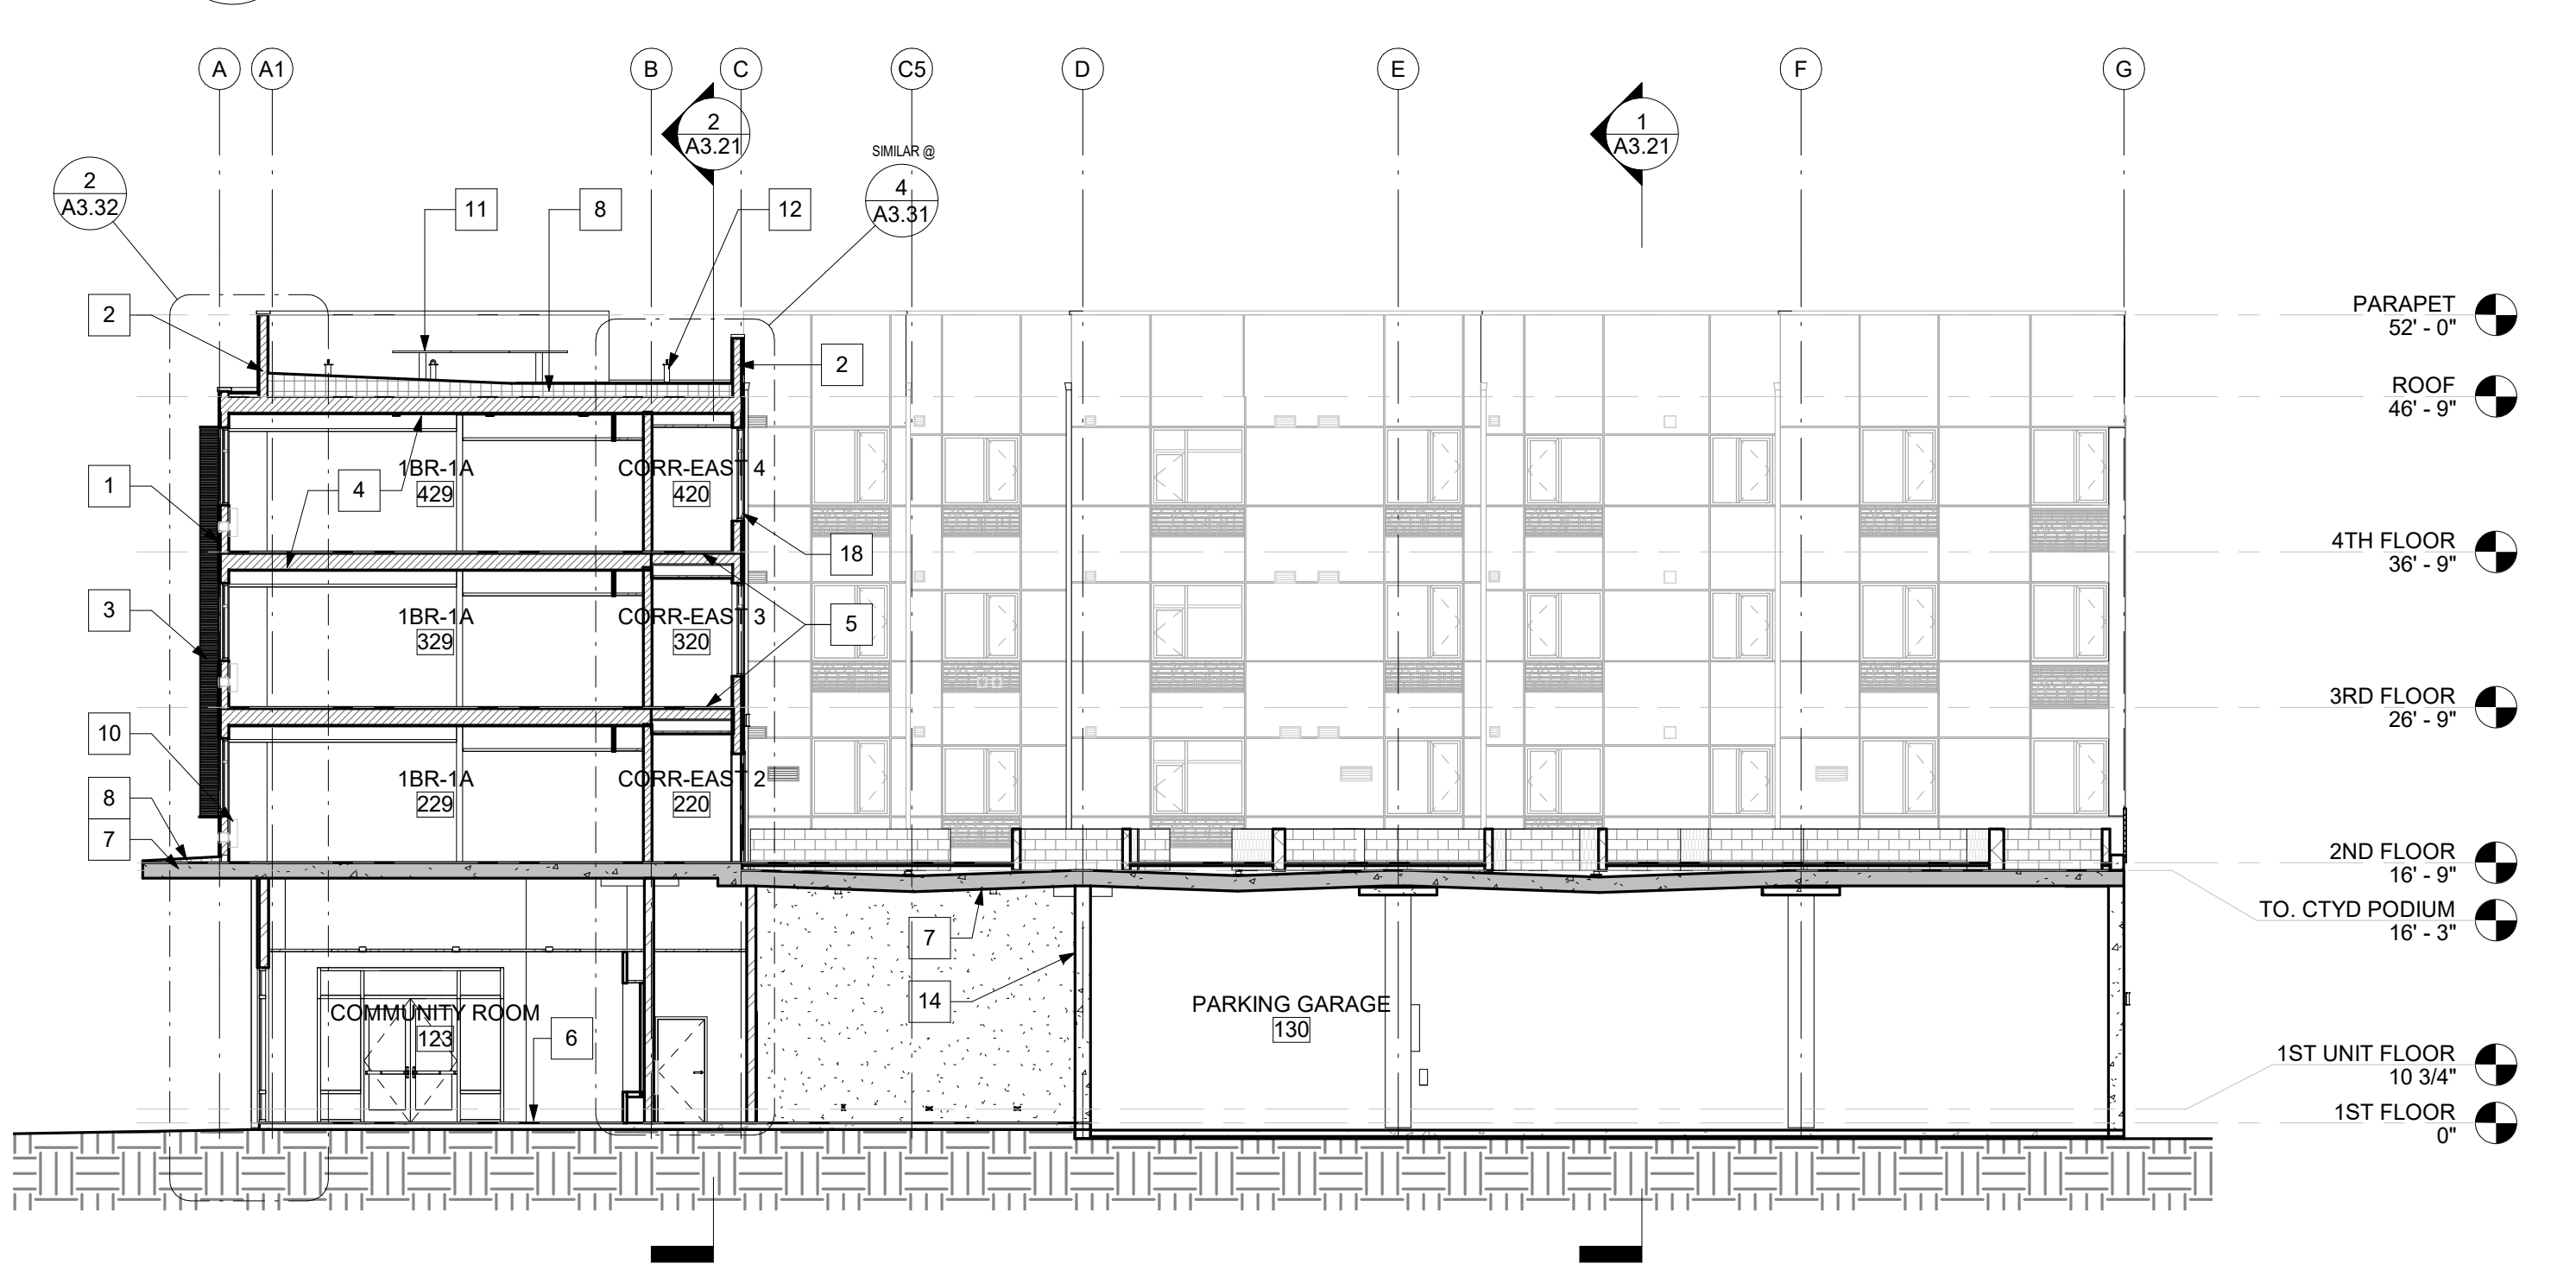 A
A1
B
C
C5
D
E
F
G
2
A3.21
1
A3.21
SIMILAR @
4
A3.31
2
A3.32
11
8
12
2
2
PARAPET
52' - 0"
ROOF
46' - 9"
1
4
1BR-1A
429
CORR-EAST 4
420
18
4TH FLOOR
36' - 9"
3
1BR-1A
329
CORR-EAST 3
320
5
3RD FLOOR
26' - 9"
10
8
7
1BR-1A
229
CORR-EAST 2
220
2ND FLOOR
16' - 9"
TO. CTYD PODIUM
16' - 3"
7
14
COMMUNITY ROOM
123
6
PARKING GARAGE
130
1ST UNIT FLOOR
10 3/4"
1ST FLOOR
0"